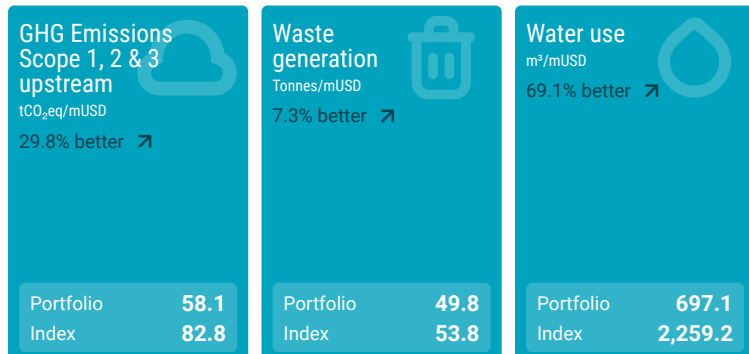 GHG Emissions
Scope 1, 2 & 3
upstream
tCO₂eq/mUSD
29.8% better
Portfolio 58.1
Index 82.8
Waste
generation
Tonnes/mUSD
7.3% better
Portfolio 49.8
Index 53.8
Water use
m³/mUSD
69.1% better
Portfolio 697.1
Index 2,259.2